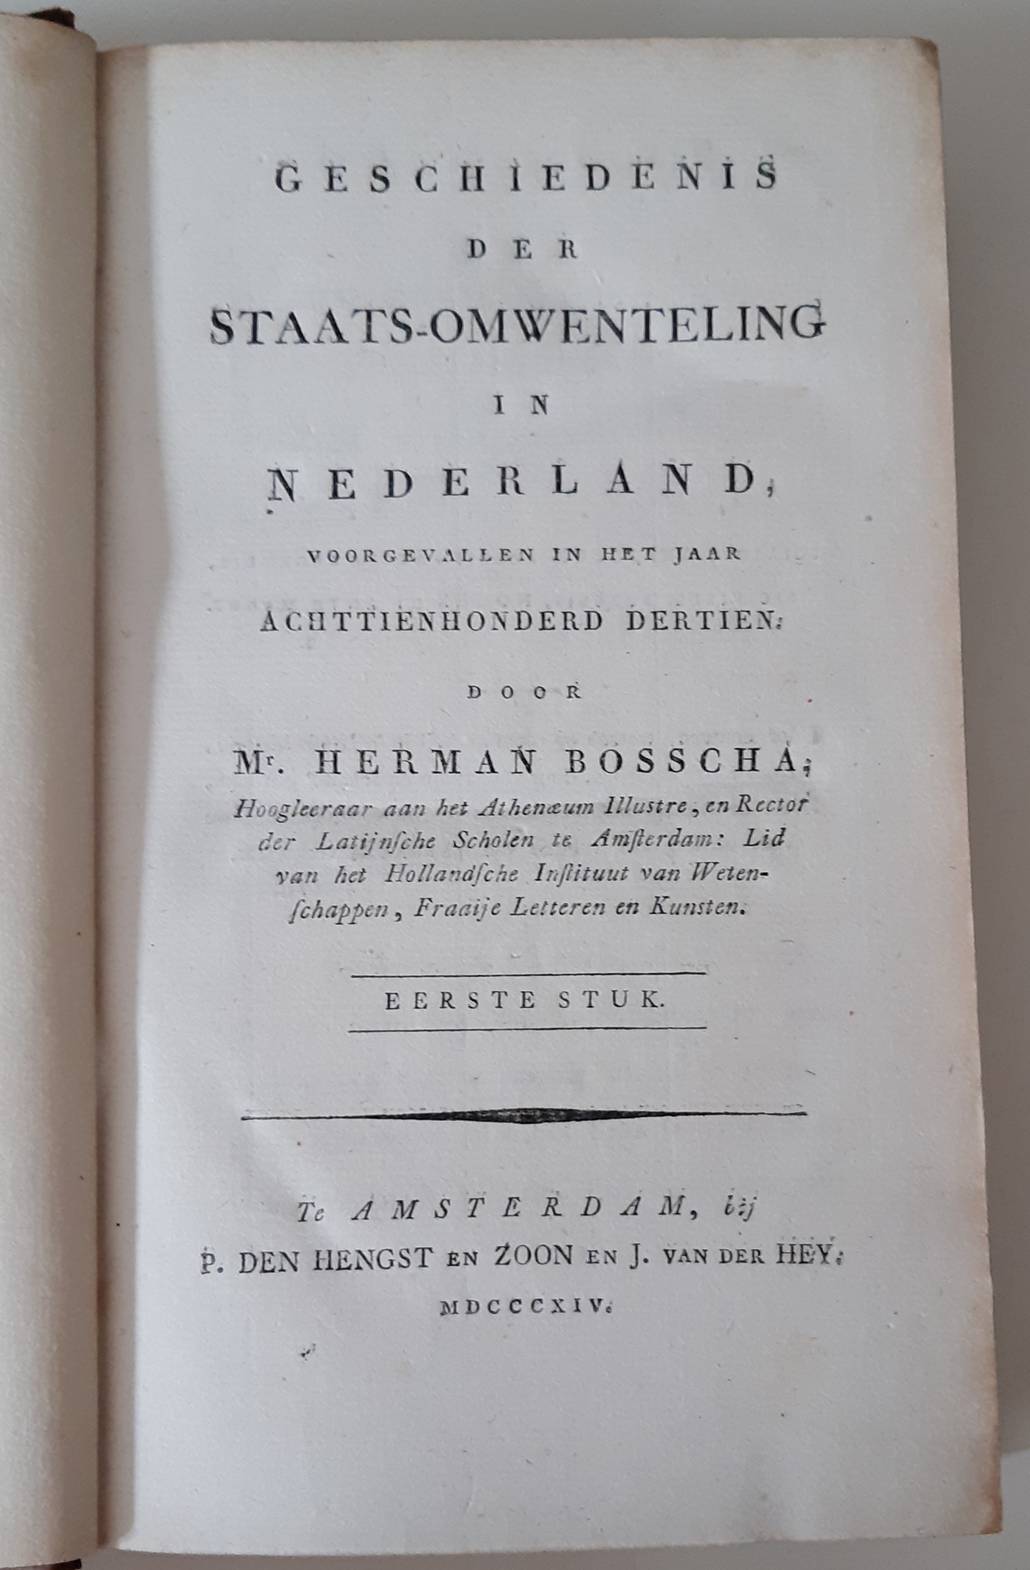 GESCHIEDENIS
DER
STAATS-OMWENTELING
IN
NEDERLAND,
VOORGEVALLEN IN HET JAAR
ACHTTIENHONDERD DERTIEN.
DOOR
Mr. HERMAN BOSSCHA,
Hoogleeraar aan het Athenæum Illustre, en Rector
der Latijnſche Scholen te Amſterdam: Lid
van het Hollandſche Inſtituut van Weten-
ſchappen, Fraaije Letteren en Kunsten.
EERSTE STUK.
Te AMSTERDAM, bij
P. DEN HENGST EN ZOON EN J. VAN DER HEY.
MDCCCXIV.